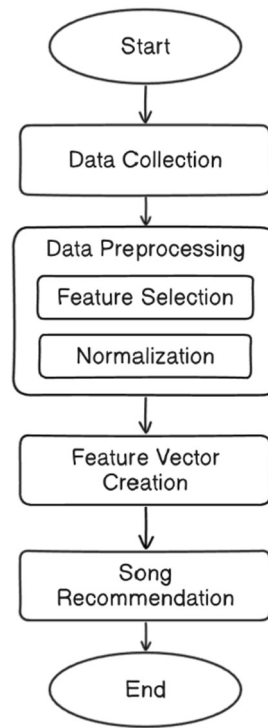 Start
Data Collection
Data Preprocessing
Feature Selection
Normalization
Feature Vector
Creation
Song
Recommendation
End